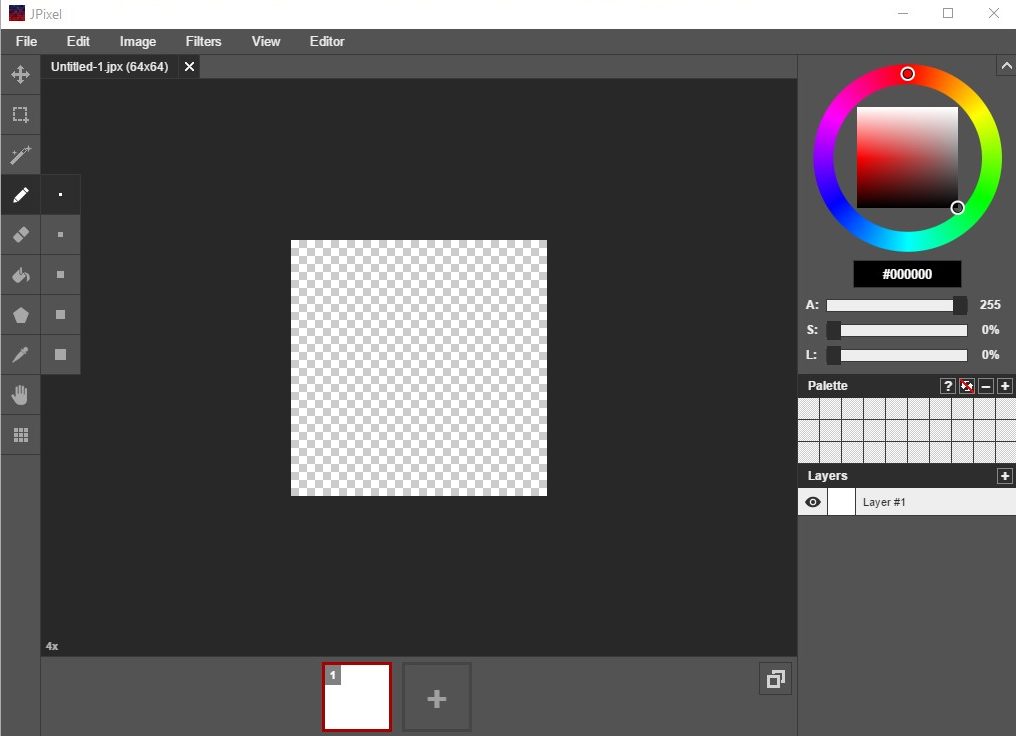 JPixel
File Edit Image Filters View Editor
Untitled-1.jpx (64x64)
#000000
A: 255
S: 0%
L: 0%
Palette
Layers
Layer #1
4x
1